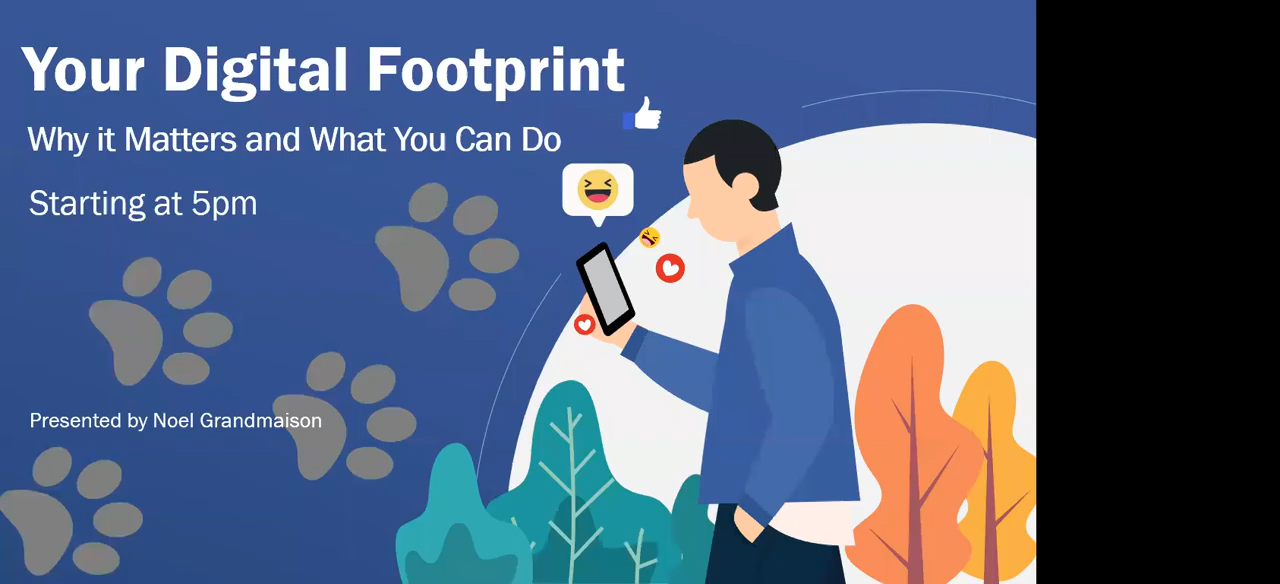 Your Digital Footprint
Why it Matters and What You Can Do
Starting at 5pm
Presented by Noel Grandmaison